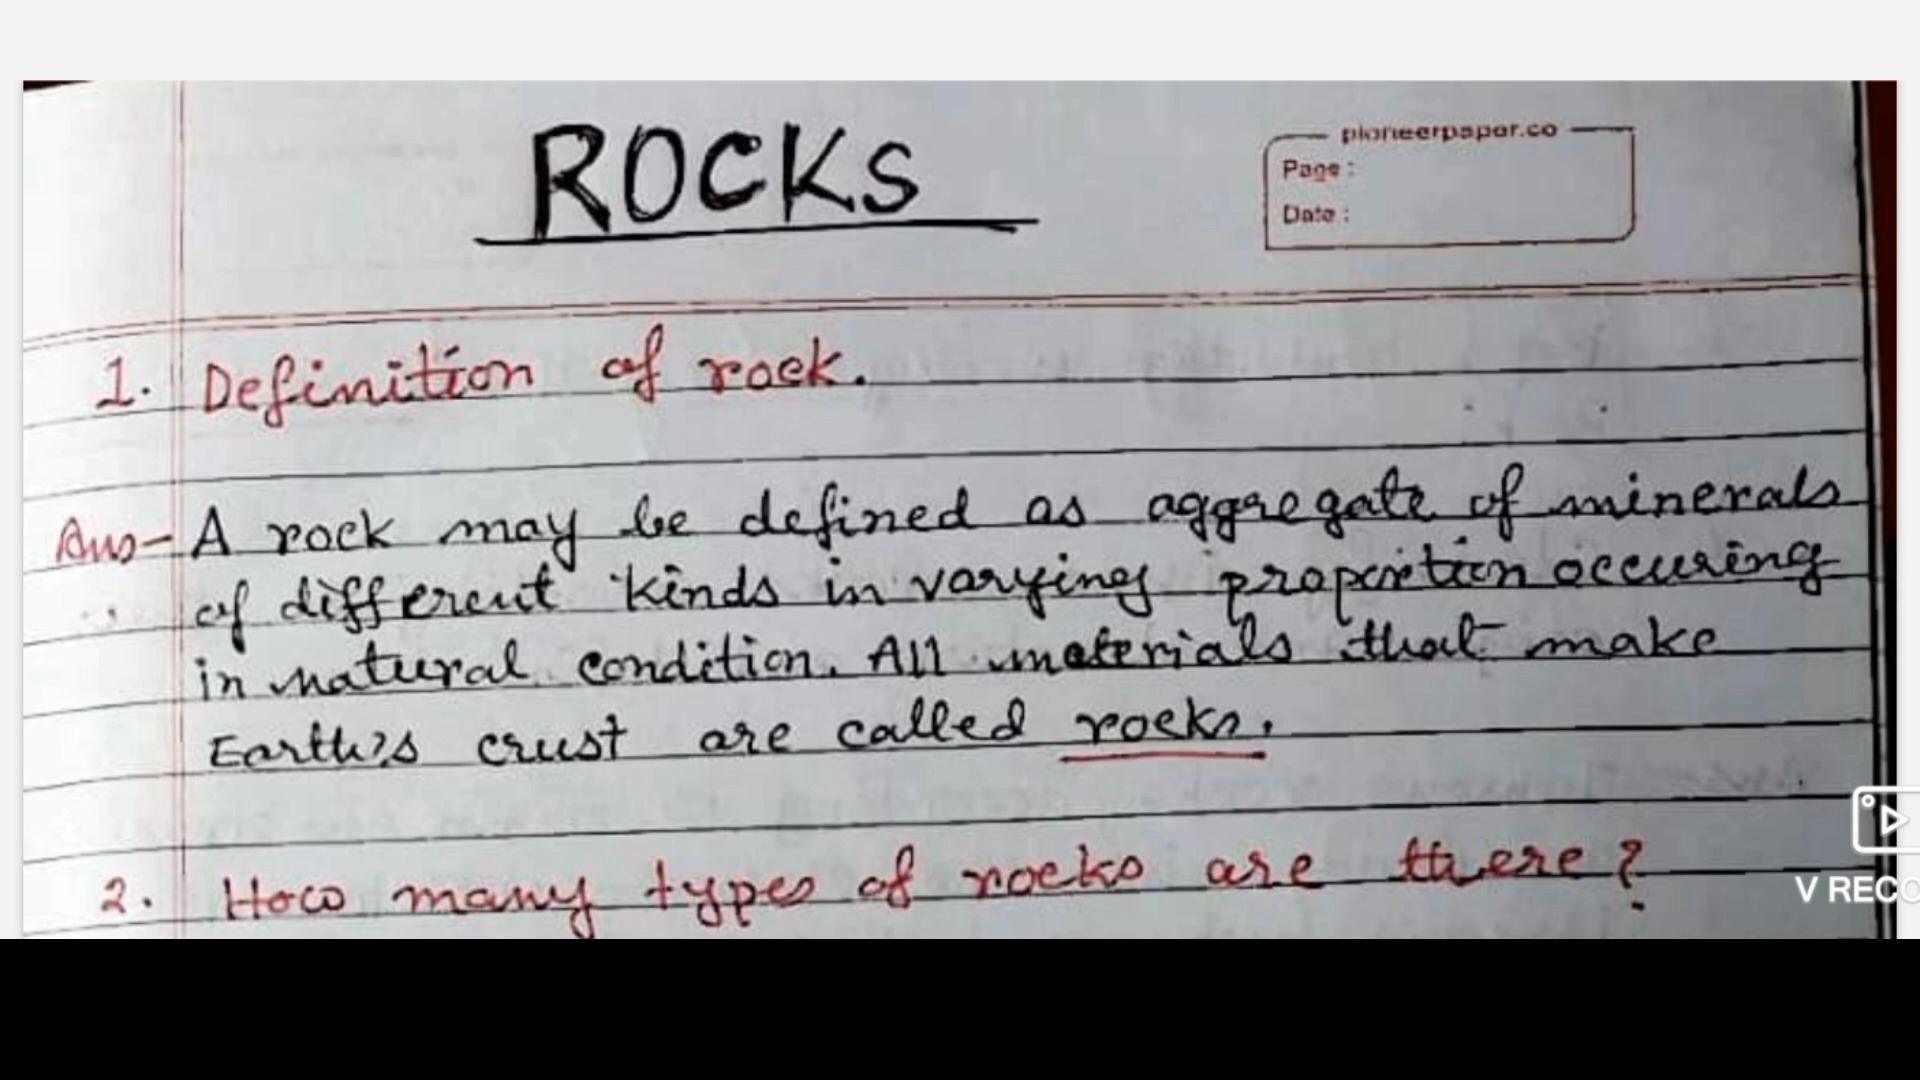 ROCKS
pioneerpaper.co
Page :
Date :
1. Definition of rock.
Ans- A rock may be defined as aggregate of minerals
of different kinds in varying proportion occuring
in natural condition. All materials that make
Earth's crust are called rocks.
2. How many types of rocks are there?
V RECO